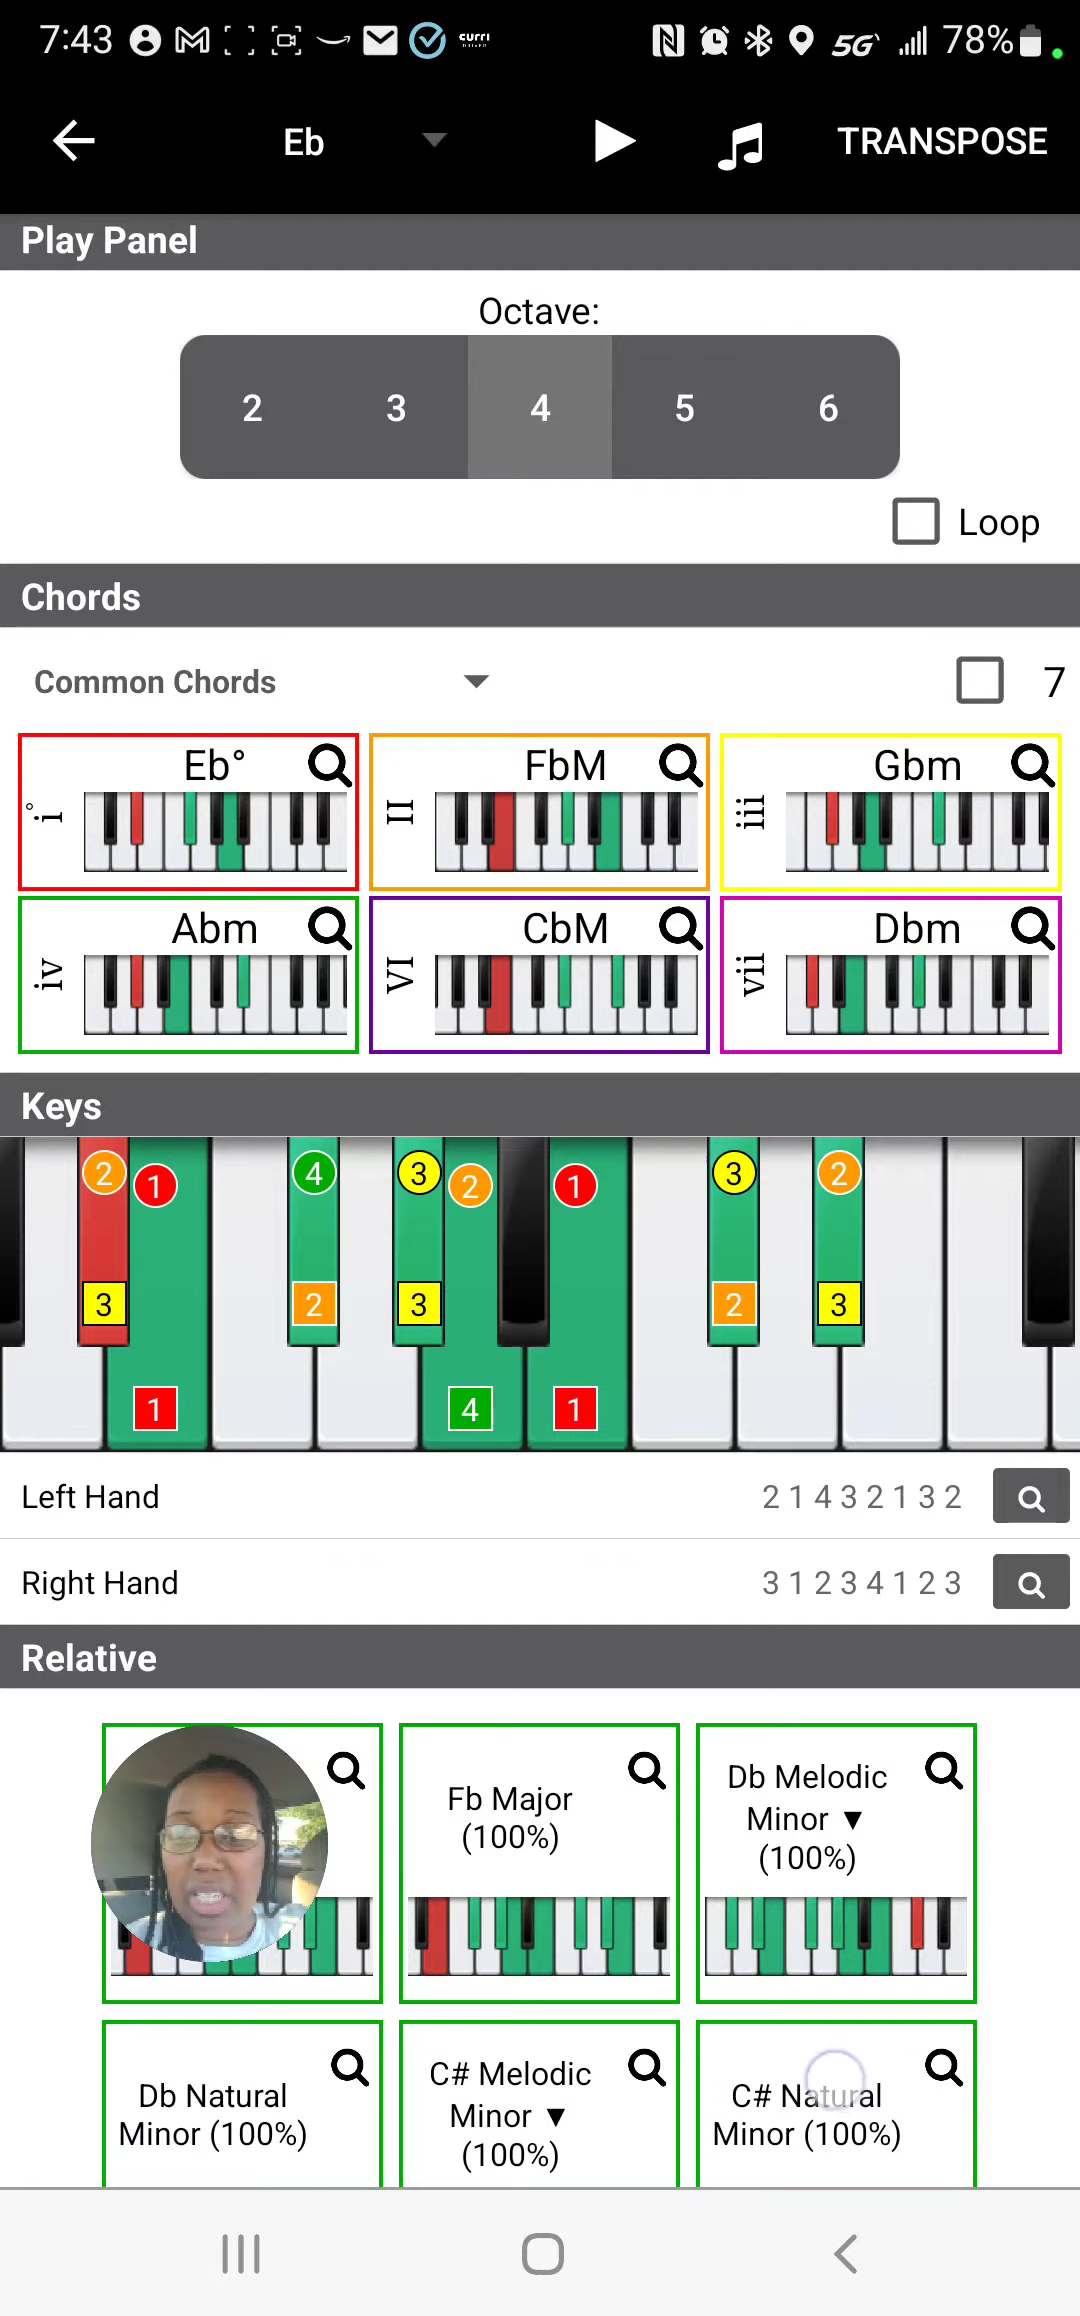 7:43 curri 5G 78%
Eb TRANSPOSE
Play Panel
Octave:
2 3 4 5 6
Loop
Chords
Common Chords 7
Eb° FbM Gbm
i° II iii
Abm CbM Dbm
iv VI vii
Keys
2 1 4 3 2 1 3 2
3 2 3 2 3
1 4 1
Left Hand 2 1 4 3 2 1 3 2
Right Hand 3 1 2 3 4 1 2 3
Relative
Fb Major
(100%)
Db Melodic
Minor ▼
(100%)
Db Natural
Minor (100%)
C# Melodic
Minor ▼
(100%)
C# Natural
Minor (100%)